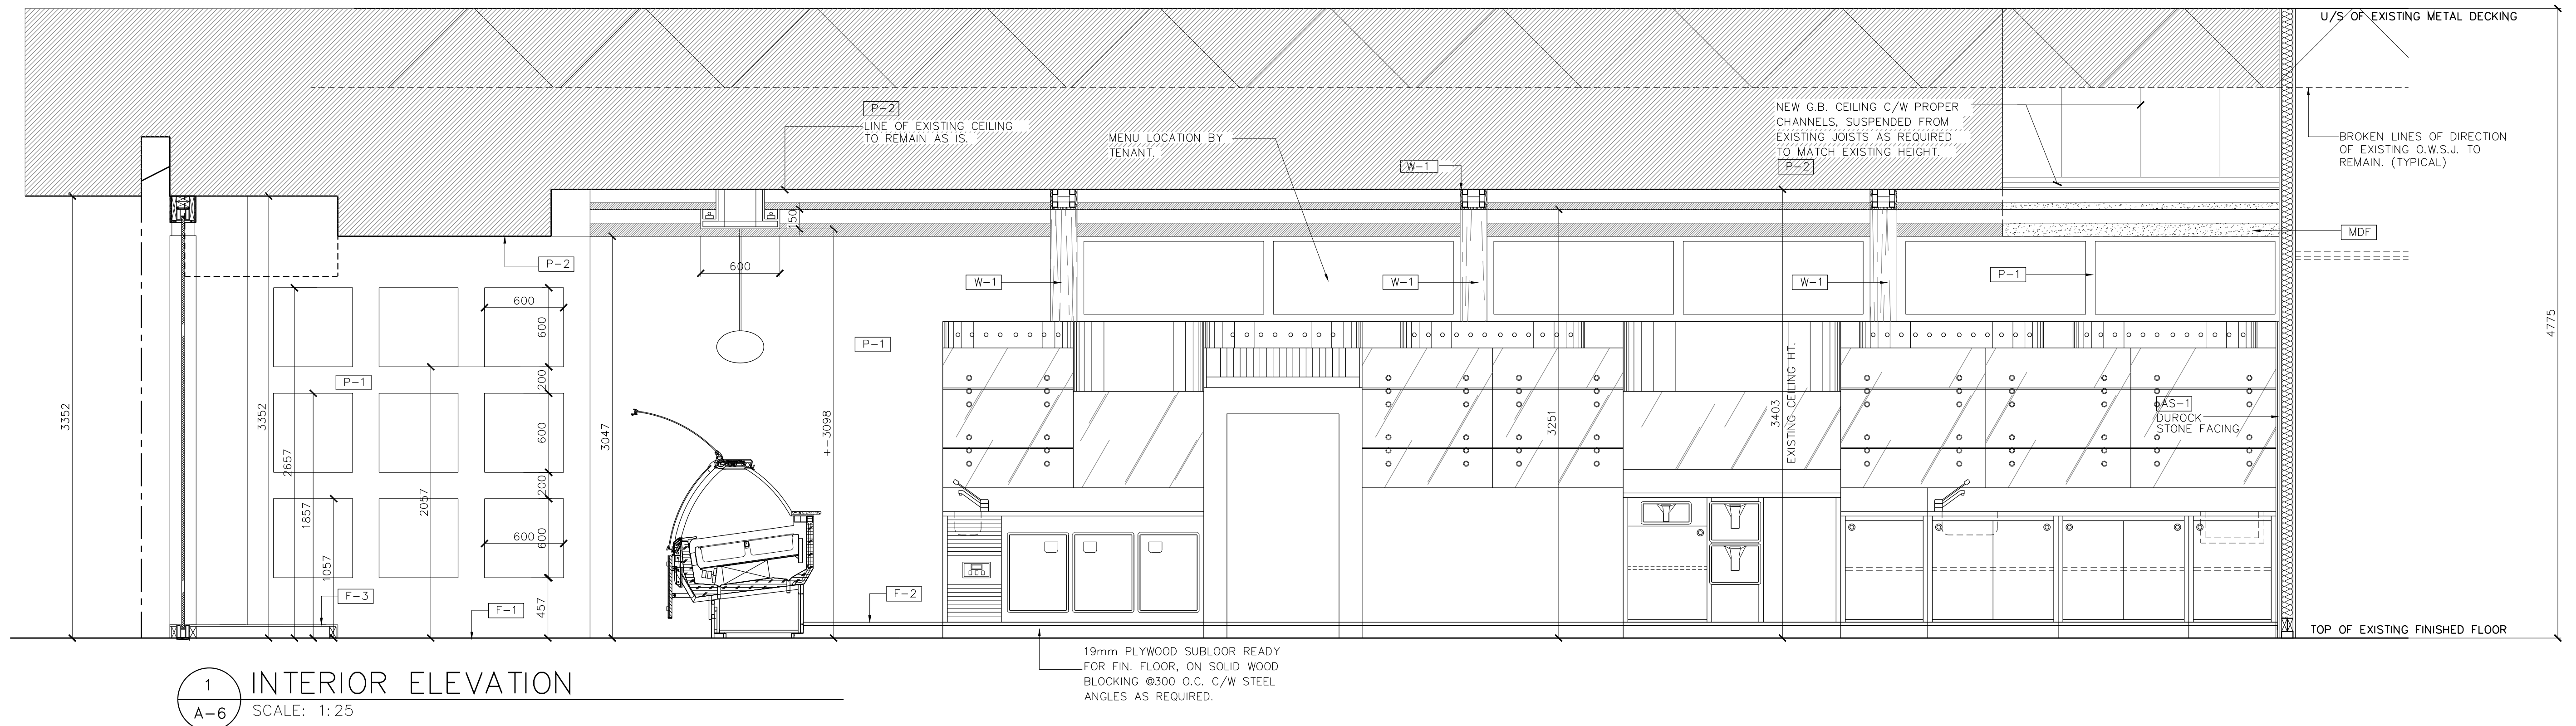 U/S OF EXISTING METAL DECKING
P-2
LINE OF EXISTING CEILING
TO REMAIN AS IS.
MENU LOCATION BY
TENANT.
W-1
NEW G.B. CEILING C/W PROPER
CHANNELS, SUSPENDED FROM
EXISTING JOISTS AS REQUIRED
TO MATCH EXISTING HEIGHT.
P-2
BROKEN LINES OF DIRECTION
OF EXISTING O.W.S.J. TO
REMAIN. (TYPICAL)
MDF
150
600
P-2
W-1
W-1
W-1
P-1
P-1
P-1
600
600
200
600
200
600
600
457
3352
3352
2657
1857
1057
2057
3047
+-3098
3251
3403
EXISTING CEILING HT.
4775
AS-1
DUROCK
STONE FACING
F-3
F-1
F-2
TOP OF EXISTING FINISHED FLOOR
19mm PLYWOOD SUBLOOR READY
FOR FIN. FLOOR, ON SOLID WOOD
BLOCKING @300 O.C. C/W STEEL
ANGLES AS REQUIRED.
1
A-6
INTERIOR ELEVATION
SCALE: 1:25